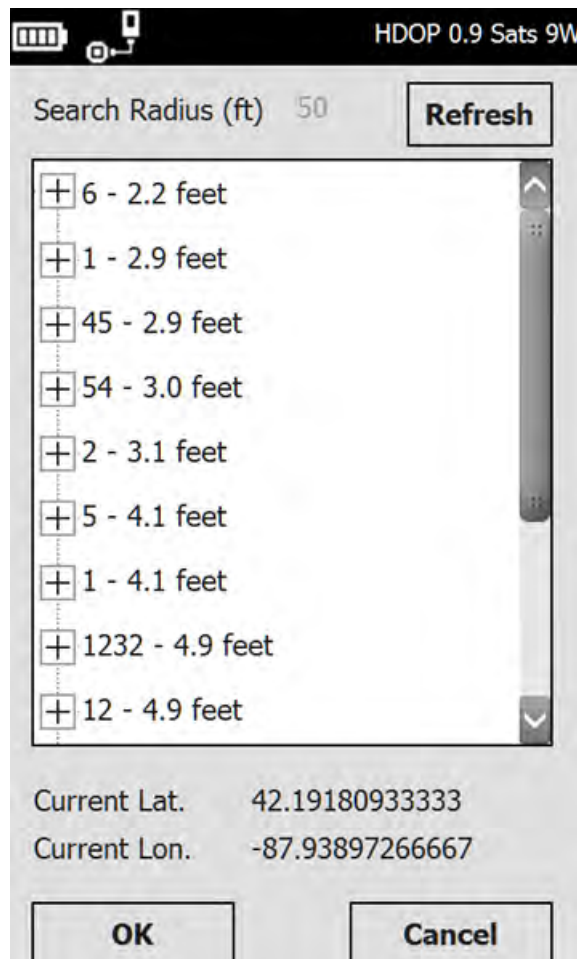 HDOP 0.9 Sats 9W
Search Radius (ft) 50 Refresh
6 - 2.2 feet
1 - 2.9 feet
45 - 2.9 feet
54 - 3.0 feet
2 - 3.1 feet
5 - 4.1 feet
1 - 4.1 feet
1232 - 4.9 feet
12 - 4.9 feet
Current Lat. 42.19180933333
Current Lon. -87.93897266667
OK Cancel